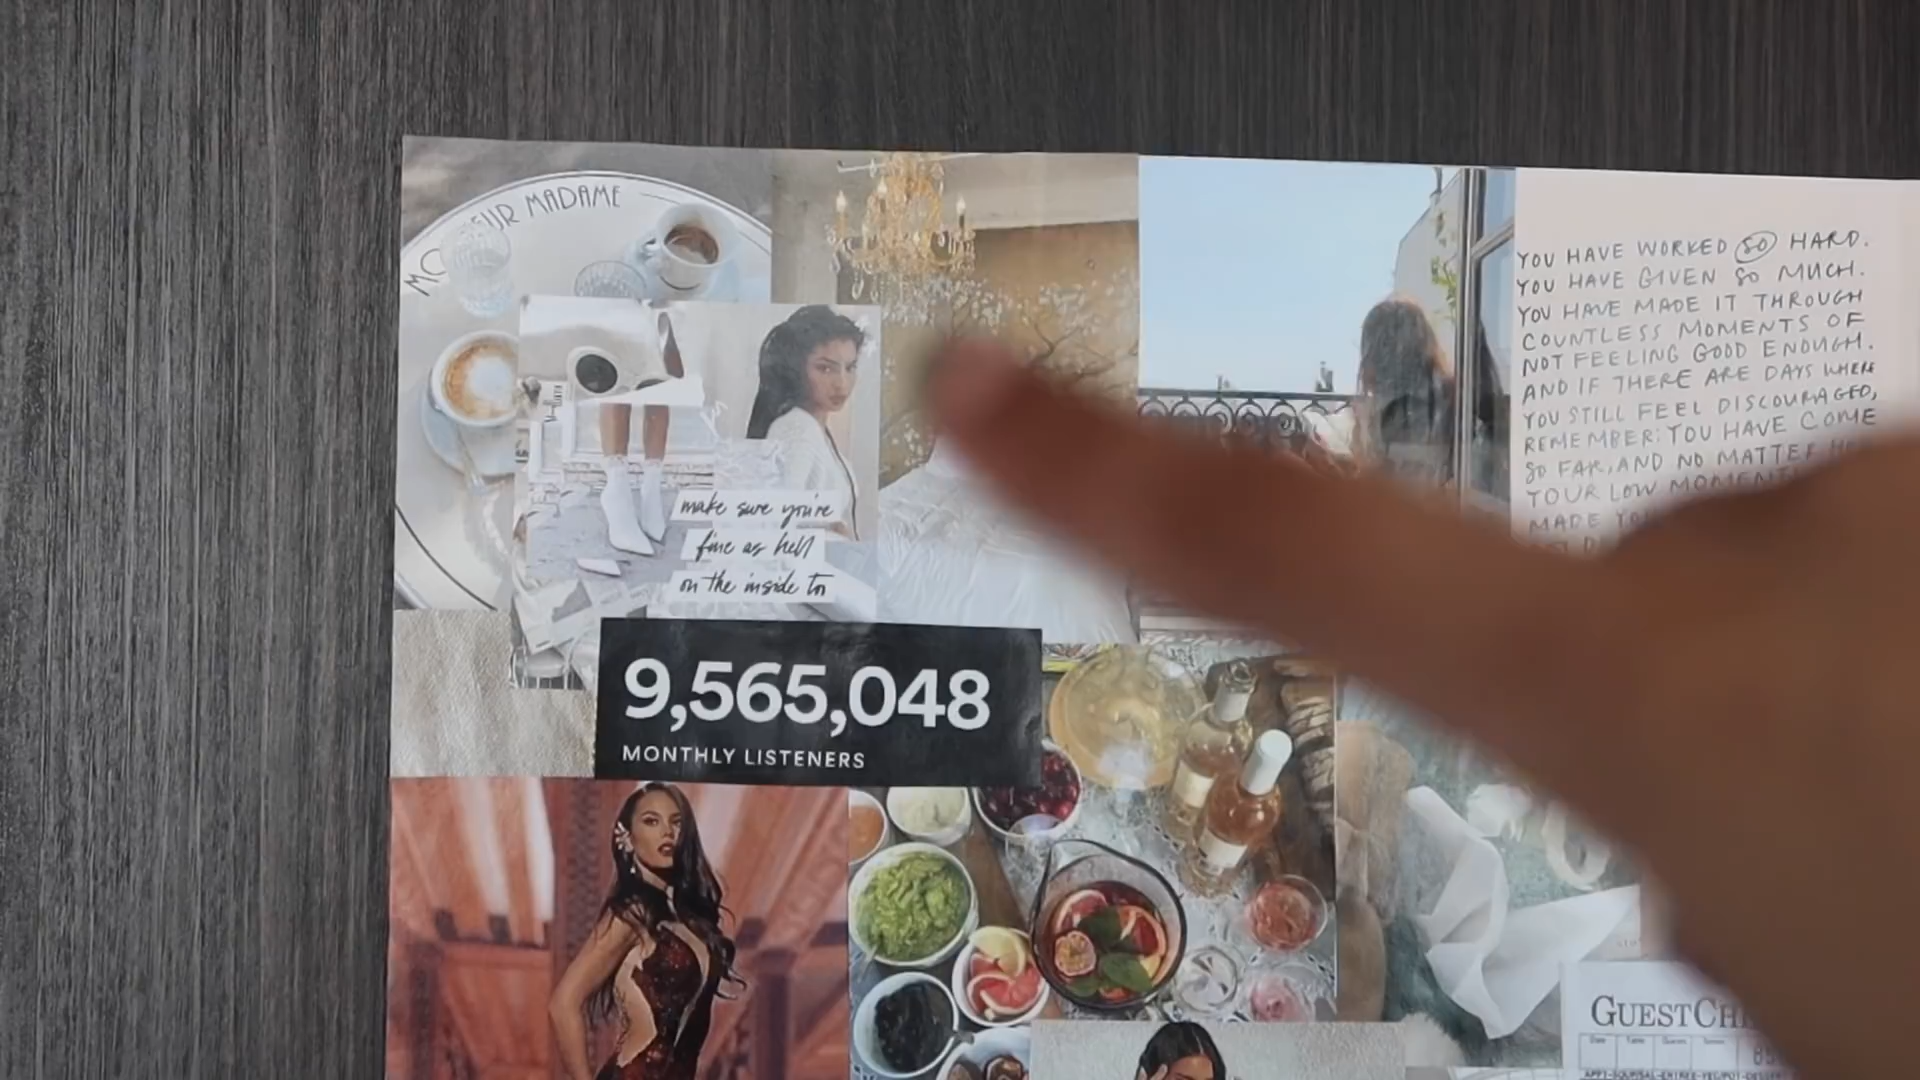 MADAME
YOU HAVE WORKED SO HARD.
YOU HAVE GIVEN SO MUCH.
YOU HAVE MADE IT THROUGH
COUNTLESS MOMENTS OF
NOT FEELING GOOD ENOUGH.
AND IF THERE ARE DAYS WHERE
YOU STILL FEEL DISCOURAGED,
REMEMBER: YOU HAVE COME
SO FAR, AND NO MATTER
YOUR LOW
MADE
make sure you're
fine as hell
on the inside too
9,565,048
MONTHLY LISTENERS
GUEST